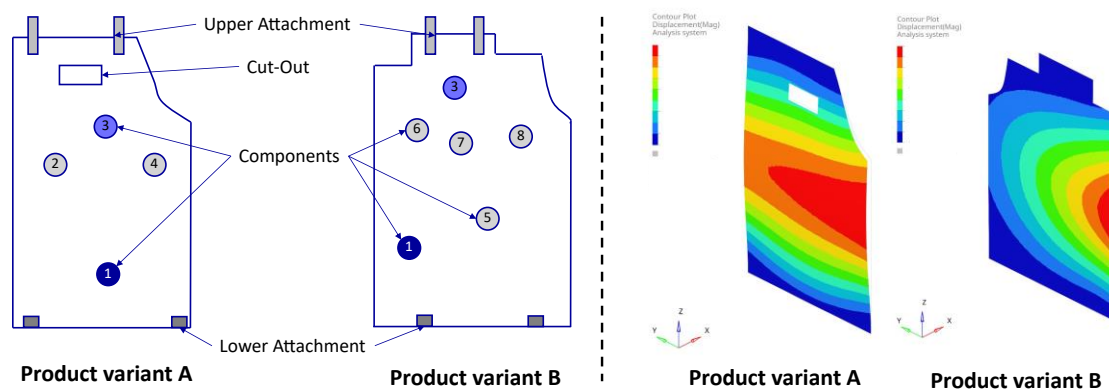 Upper Attachment
Cut-Out
3
2
4
Components
1
Lower Attachment
Product variant A
3
6
7
8
5
1
Product variant B
Contour Plot
Displacement(Mag)
Analysis system
Z
Y
X
Product variant A
Contour Plot
Displacement(Mag)
Analysis system
Z
Y
X
Product variant B